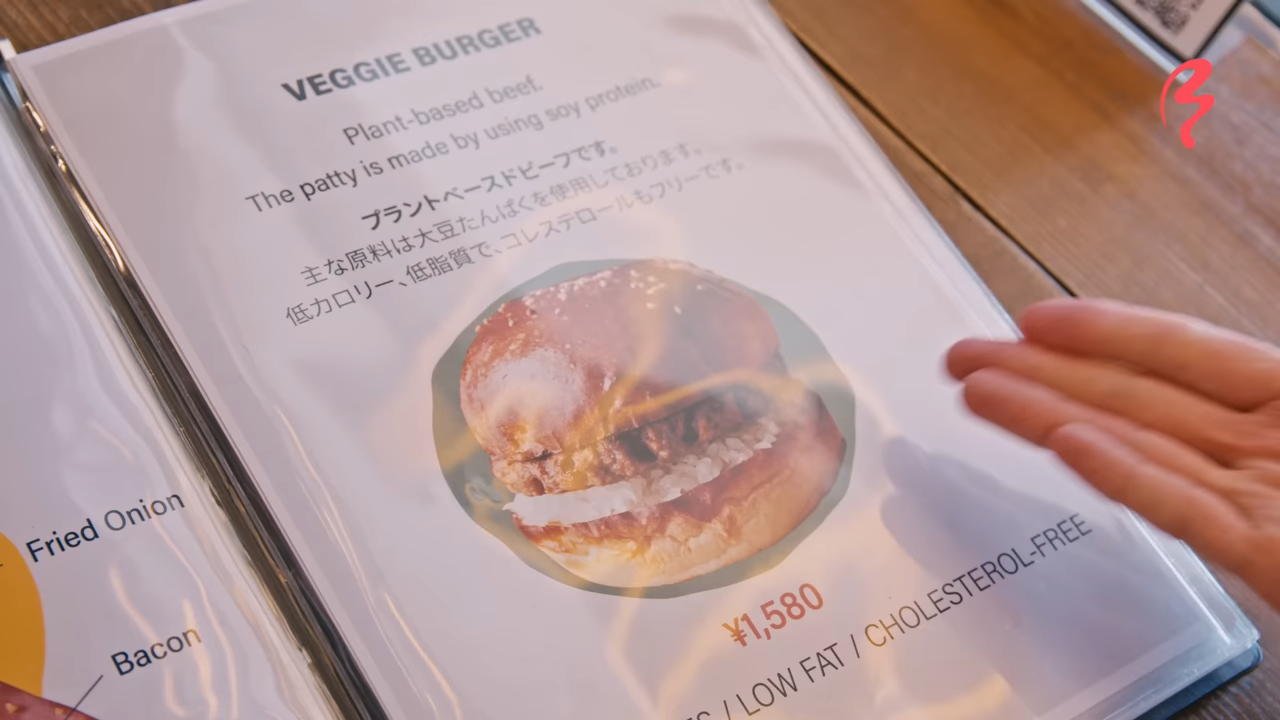 VEGGIE BURGER
Plant-based beef.
The patty is made by using soy protein.
プラントベースドビーフです。
主な原料は大豆たんぱくを使用しております。
低カロリー、低脂質で、コレステロールもフリーです。
¥1,580
/ LOW FAT / CHOLESTEROL-FREE
Fried Onion
Bacon